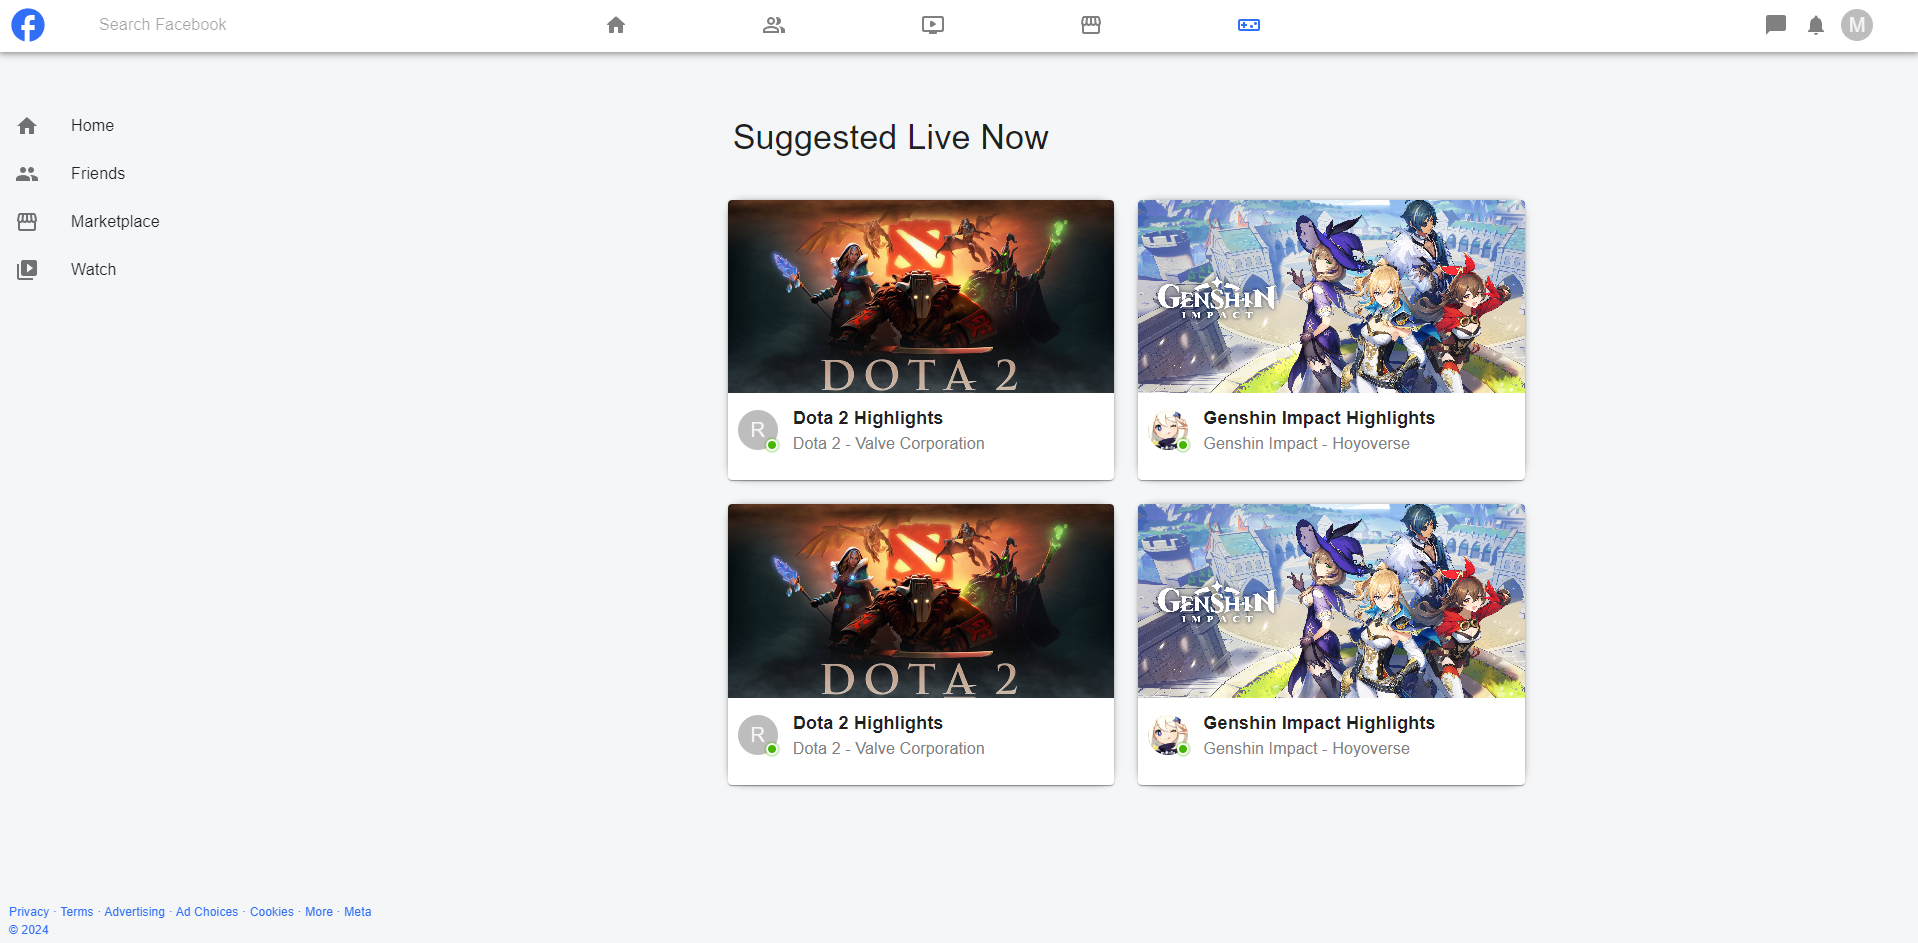 Search Facebook
M
Home
Friends
Marketplace
Watch
Suggested Live Now
DOTA 2
GENSHIN
IMPACT
R
Dota 2 Highlights
Dota 2 - Valve Corporation
Genshin Impact Highlights
Genshin Impact - Hoyoverse
DOTA 2
GENSHIN
IMPACT
R
Dota 2 Highlights
Dota 2 - Valve Corporation
Genshin Impact Highlights
Genshin Impact - Hoyoverse
Privacy · Terms · Advertising · Ad Choices · Cookies · More · Meta
© 2024